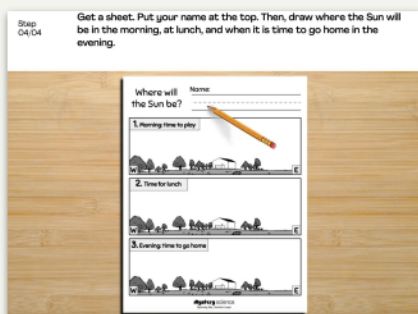 Step
04/04
Get a sheet. Put your name at the top. Then, draw where the Sun will
be in the morning, at lunch, and when it is time to go home in the
evening.
Where will
the Sun be?
Name:
1. Morning: time to play
W
E
2. Time for lunch
W
E
3. Evening: time to go home
W
E
Mystery science